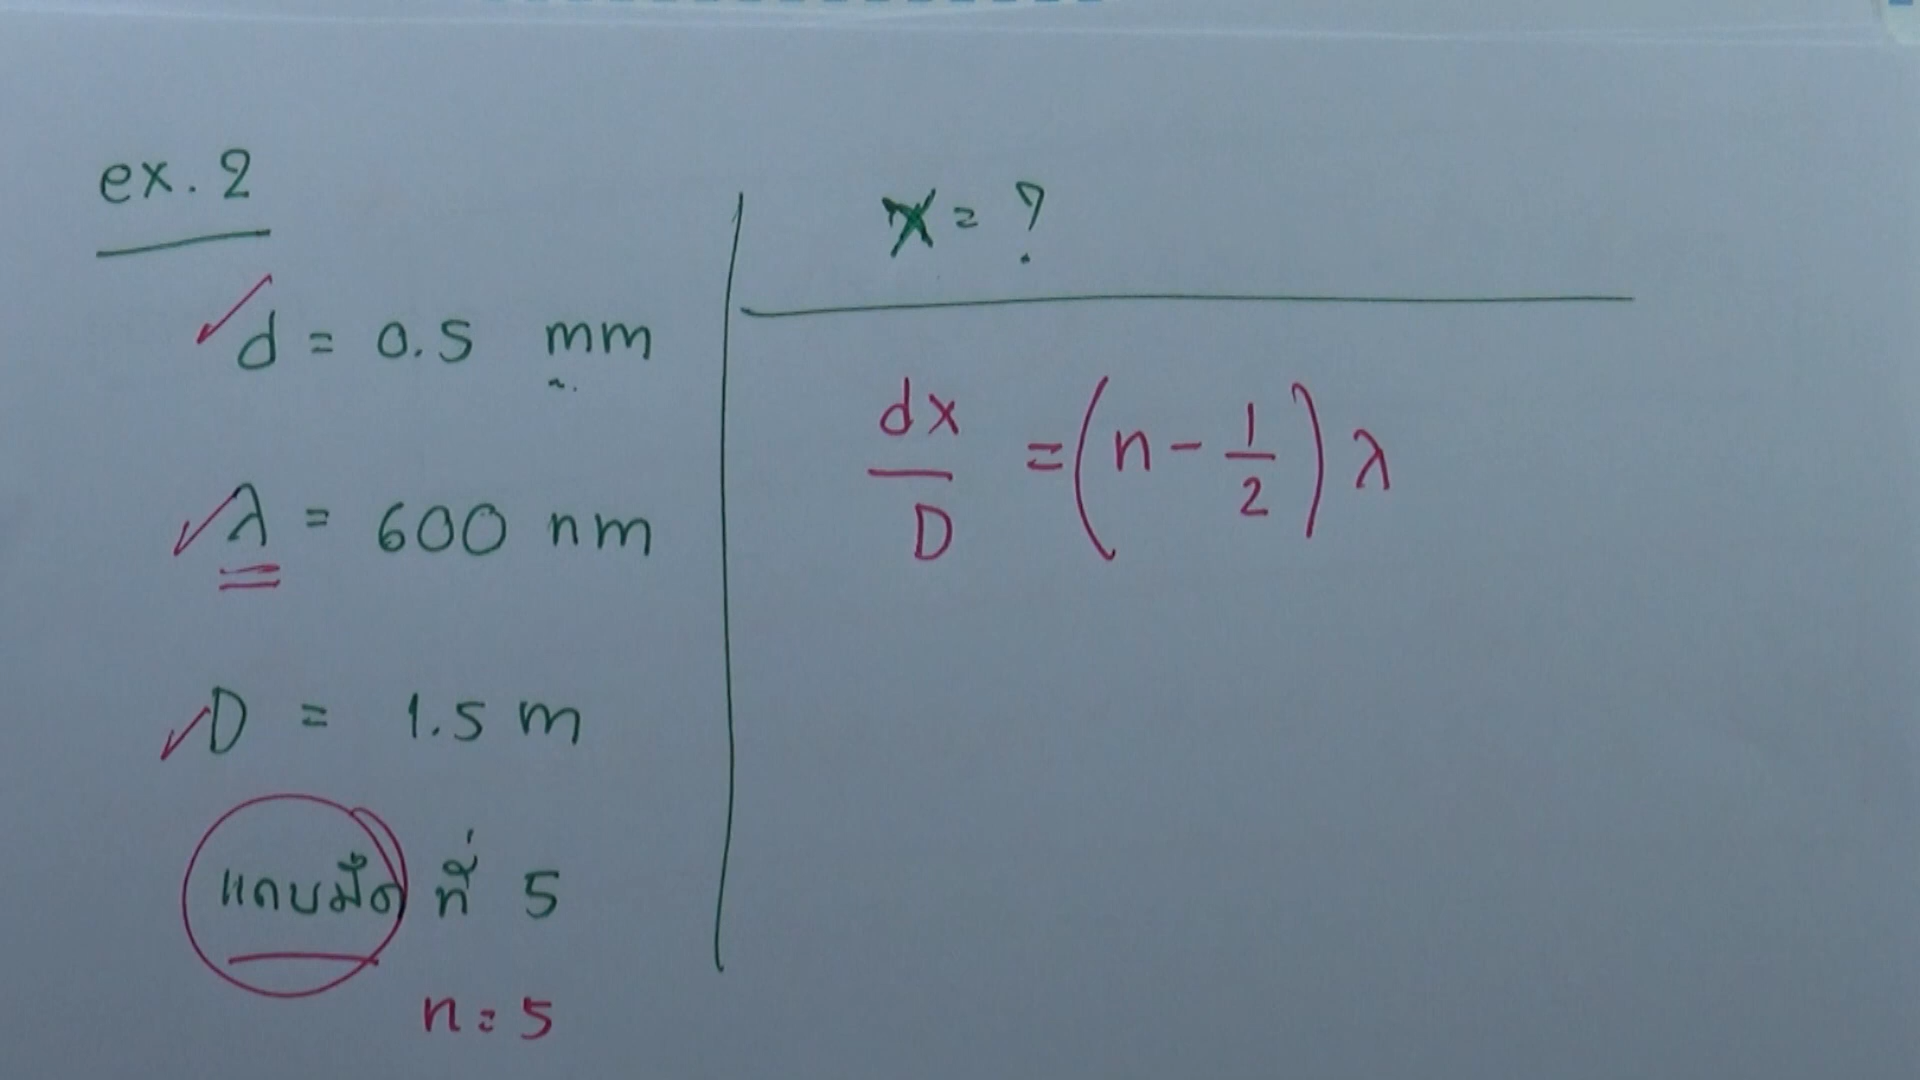 ex. 2
d = 0.5 mm
λ = 600 nm
D = 1.5 m
แถบมืด ที่ 5
n = 5
x = ?
dx/D = (n - 1/2) λ